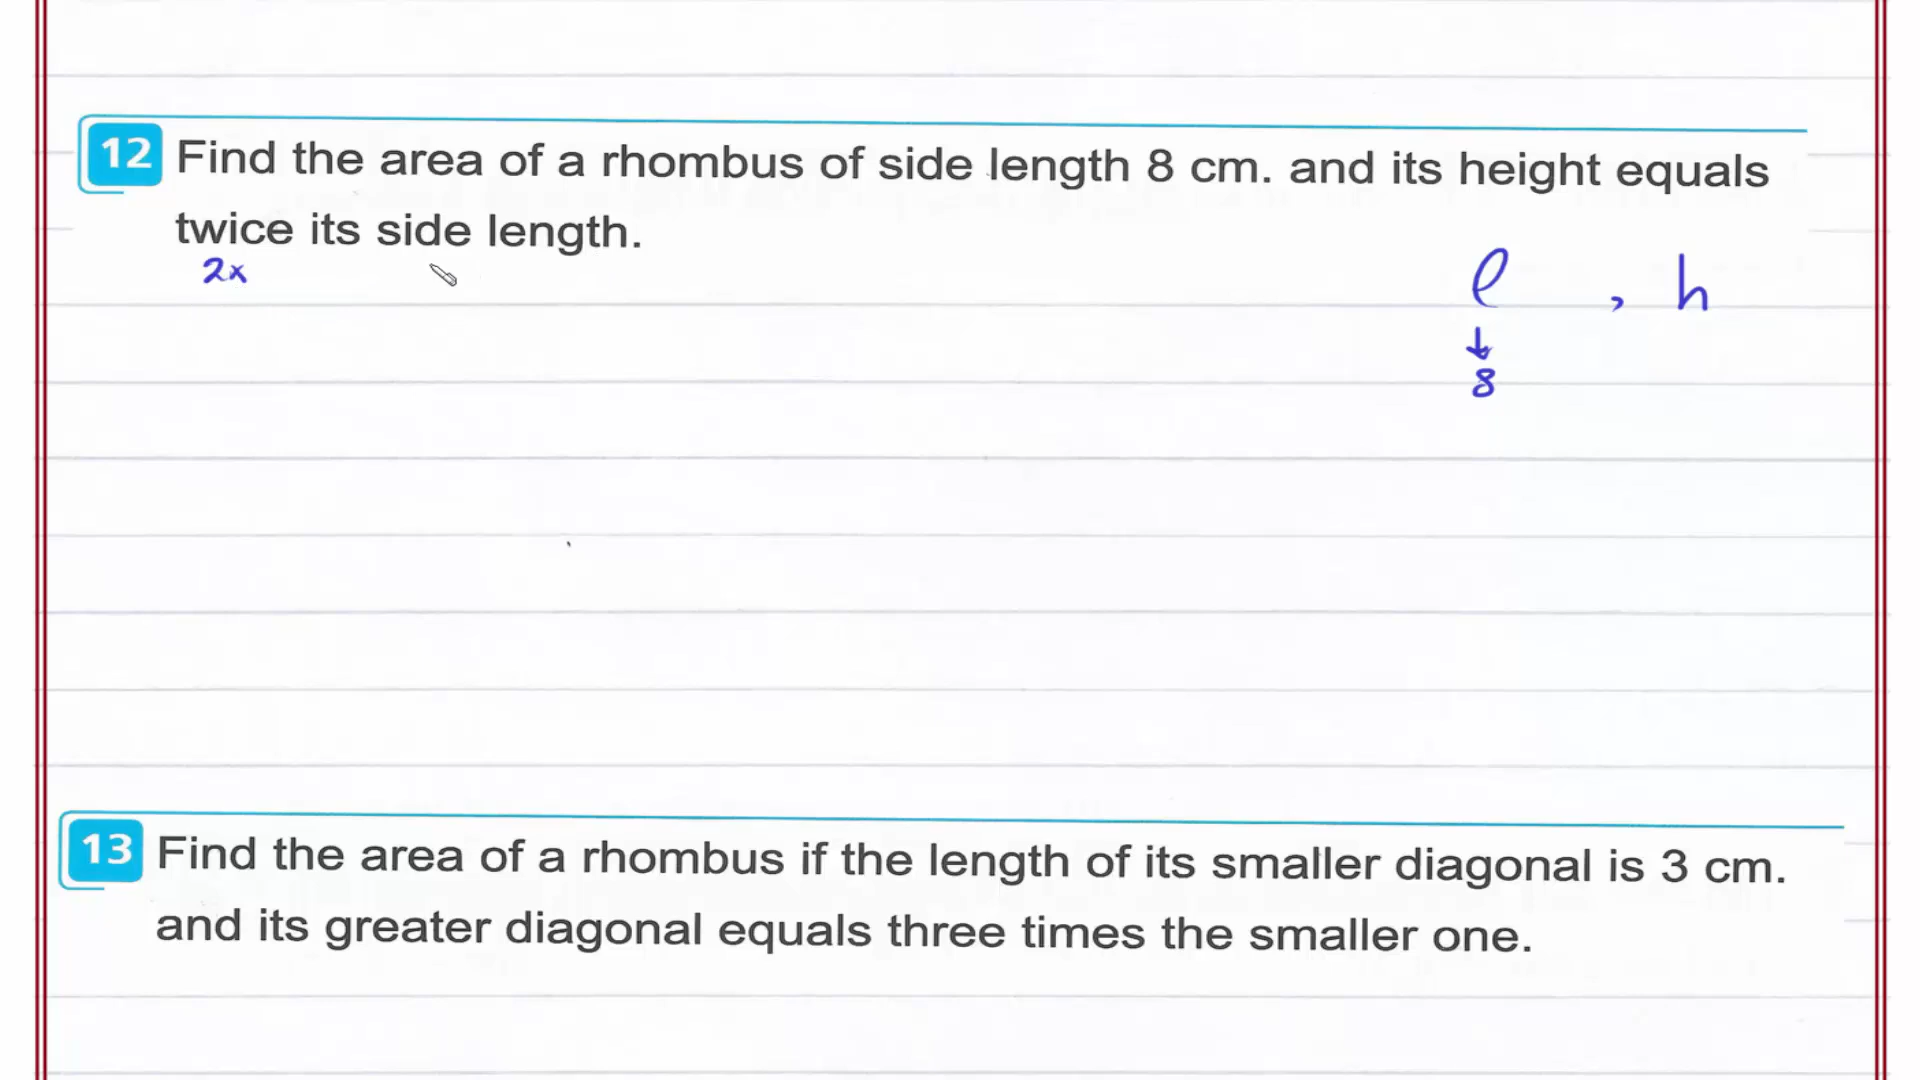 12 Find the area of a rhombus of side length 8 cm. and its height equals
twice its side length.
2x
ℓ , h
↓
8
13 Find the area of a rhombus if the length of its smaller diagonal is 3 cm.
and its greater diagonal equals three times the smaller one.